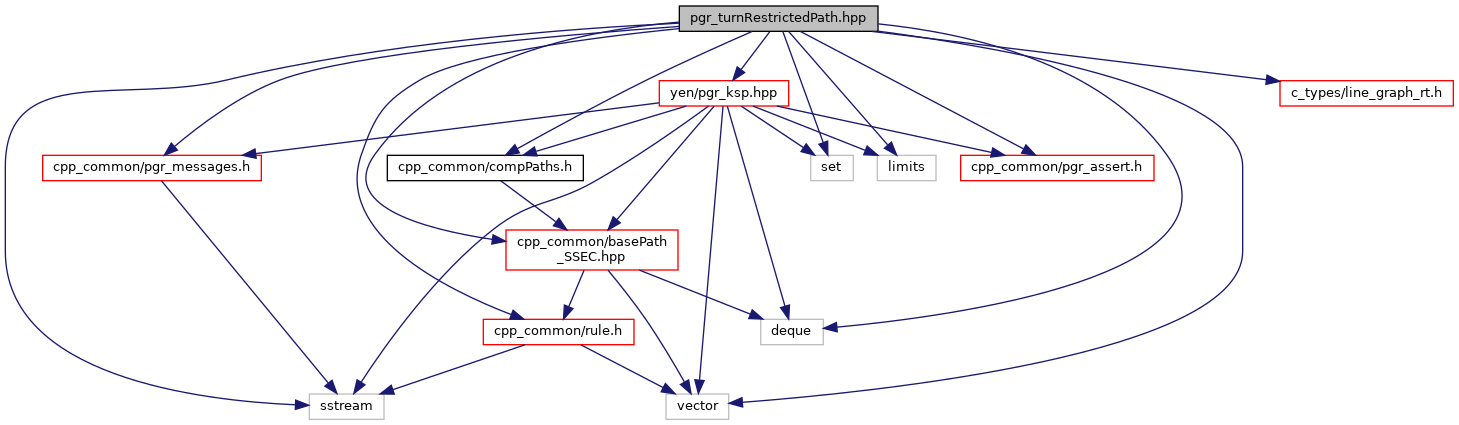 pgr_turnRestrictedPath.hpp
yen/pgr_ksp.hpp
c_types/line_graph_rt.h
cpp_common/pgr_messages.h
cpp_common/compPaths.h
set
limits
cpp_common/pgr_assert.h
cpp_common/basePath
_SSEC.hpp
cpp_common/rule.h
deque
sstream
vector